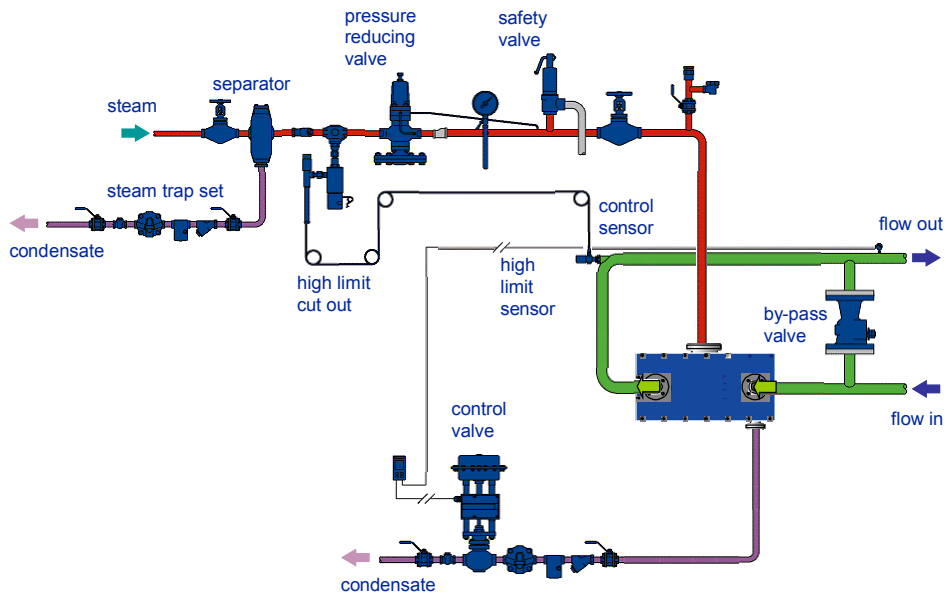 pressure
reducing
valve
safety
valve
separator
steam
steam trap set
condensate
control
sensor
flow out
high limit
cut out
high
limit
sensor
by-pass
valve
flow in
control
valve
condensate